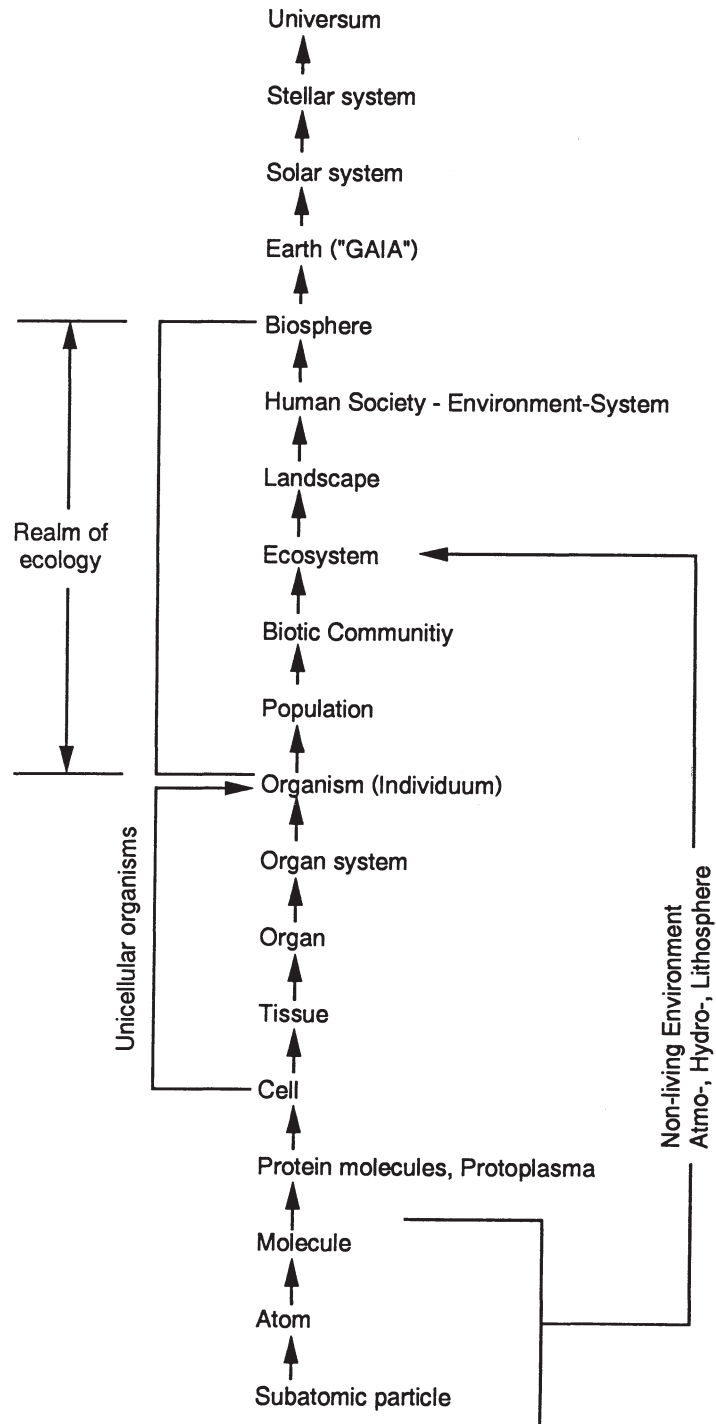 Universum
Stellar system
Solar system
Earth ("GAIA")
Biosphere
Human Society - Environment-System
Landscape
Realm of
ecology
Ecosystem
Biotic Communitiy
Population
Organism (Individuum)
Unicellular organisms
Organ system
Organ
Tissue
Cell
Non-living Environment
Atmo-, Hydro-, Lithosphere
Protein molecules, Protoplasma
Molecule
Atom
Subatomic particle